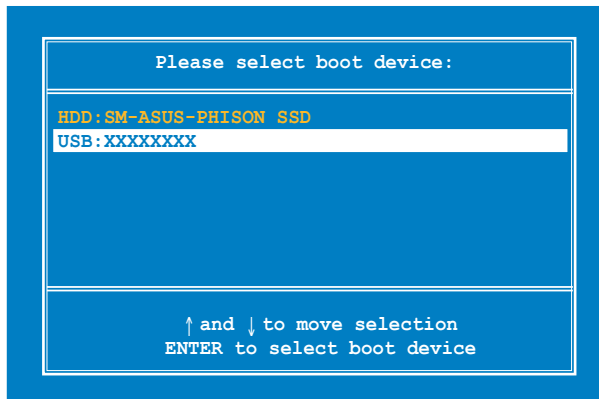 Please select boot device:
HDD:SM-ASUS-PHISON SSD
USB:XXXXXXXX
↑ and ↓ to move selection
ENTER to select boot device